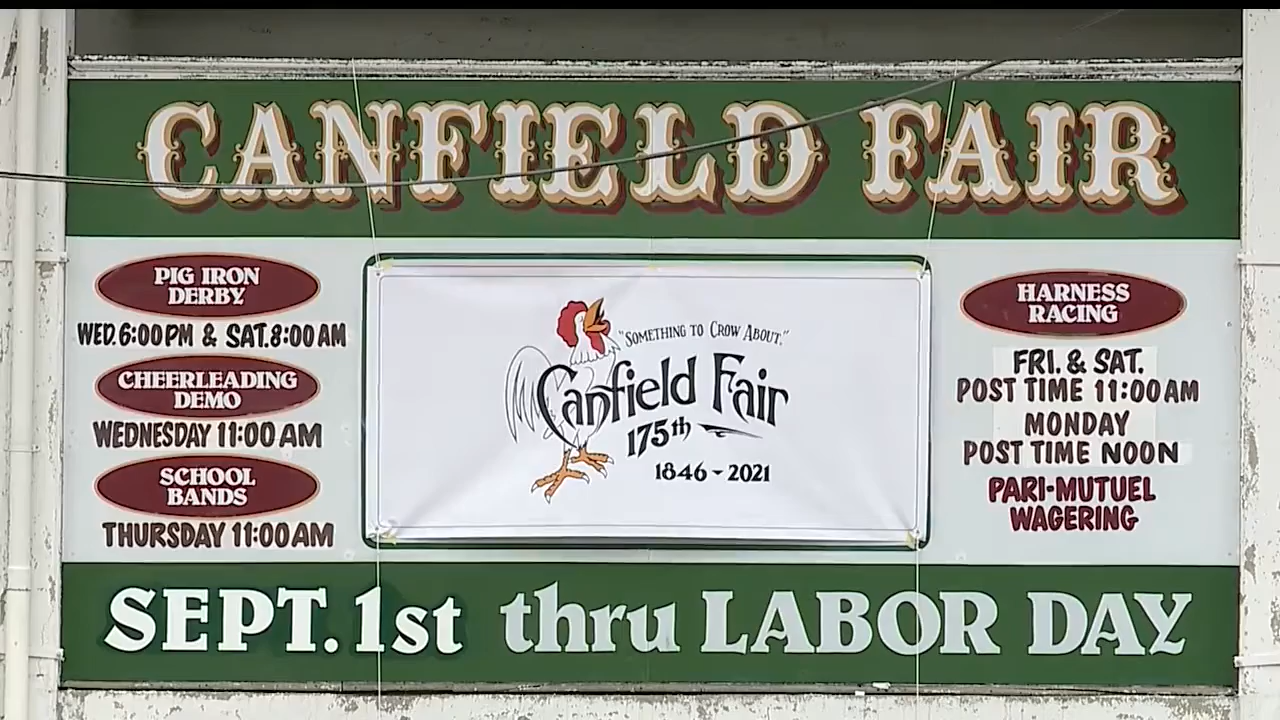 CANFIELD FAIR
PIG IRON
DERBY
WED. 6:00 PM & SAT. 8:00 AM
CHEERLEADING
DEMO
WEDNESDAY 11:00 AM
SCHOOL
BANDS
THURSDAY 11:00 AM
"SOMETHING TO CROW ABOUT."
Canfield Fair
175th
1846 - 2021
HARNESS
RACING
FRI. & SAT.
POST TIME 11:00 AM
MONDAY
POST TIME NOON
PARI-MUTUEL
WAGERING
SEPT. 1st thru LABOR DAY